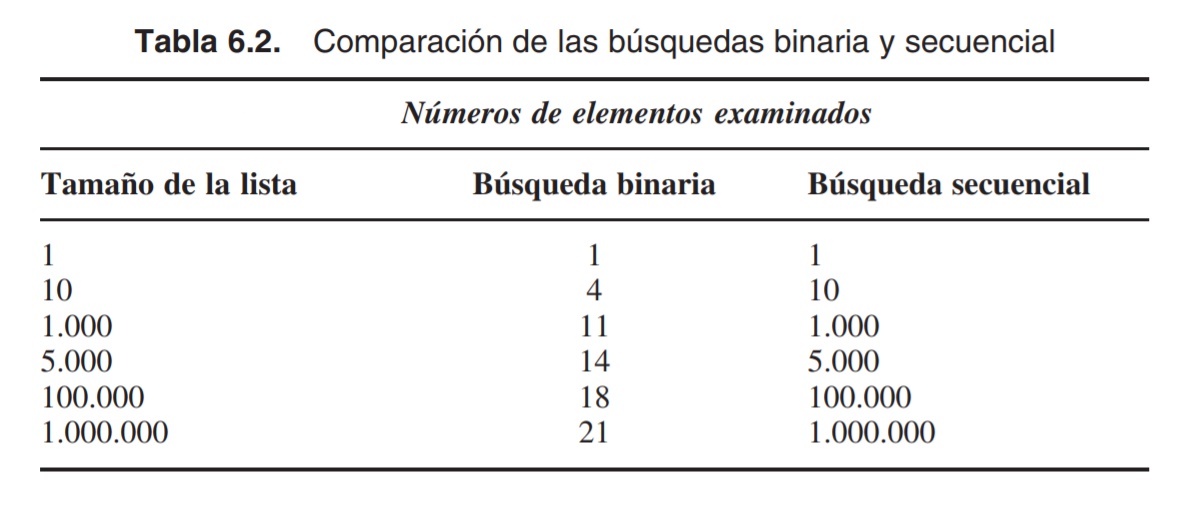 Tabla 6.2. Comparación de las búsquedas binaria y secuencial
Números de elementos examinados
Tamaño de la lista Búsqueda binaria Búsqueda secuencial
1 1 1
10 4 10
1.000 11 1.000
5.000 14 5.000
100.000 18 100.000
1.000.000 21 1.000.000